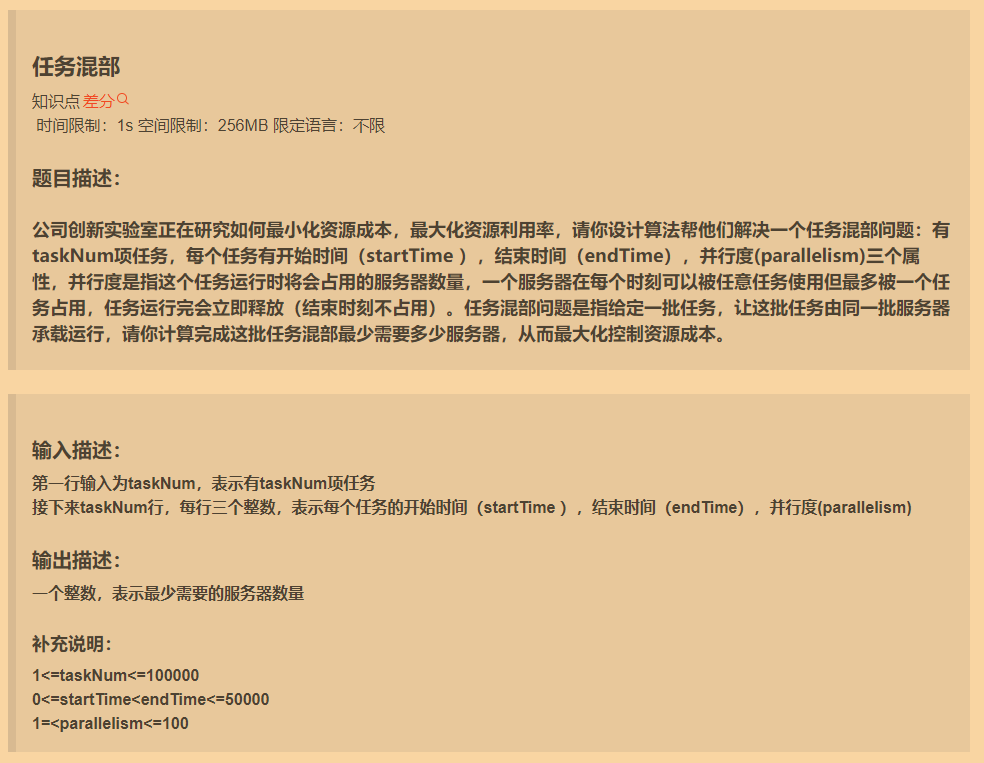 任务混部
知识点 差分
时间限制：1s 空间限制：256MB 限定语言：不限
题目描述：
公司创新实验室正在研究如何最小化资源成本，最大化资源利用率，请你设计算法帮他们解决一个任务混部问题：有
taskNum项任务，每个任务有开始时间（startTime ），结束时间（endTime），并行度(parallelism)三个属
性，并行度是指这个任务运行时将会占用的服务器数量，一个服务器在每个时刻可以被任意任务使用但最多被一个任
务占用，任务运行完会立即释放（结束时刻不占用）。任务混部问题是指给定一批任务，让这批任务由同一批服务器
承载运行，请你计算完成这批任务混部最少需要多少服务器，从而最大化控制资源成本。
输入描述：
第一行输入为taskNum，表示有taskNum项任务
接下来taskNum行，每行三个整数，表示每个任务的开始时间（startTime ），结束时间（endTime），并行度(parallelism)
输出描述：
一个整数，表示最少需要的服务器数量
补充说明：
1<=taskNum<=100000
0<=startTime<endTime<=50000
1=<parallelism<=100